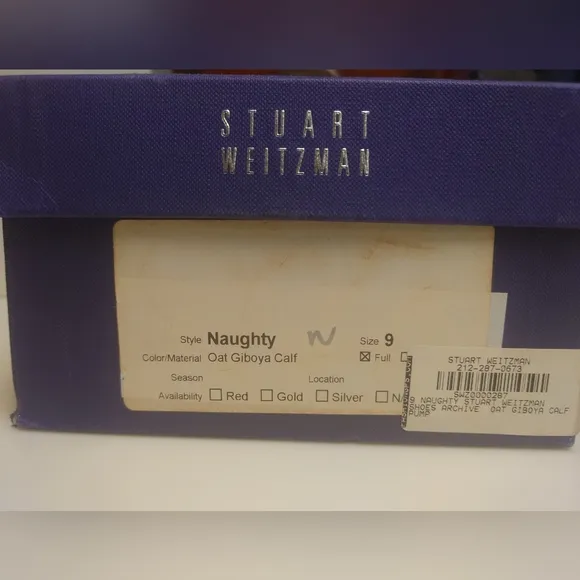 STUART
WEITZMAN
Style Naughty N Size 9
Color/Material Oat Giboya Calf Full
Season Location
Availability Red Gold Silver
STUART WEITZMAN
212-287-0673
SWZ0000287
9 NAUGHTY STUART WEITZMAN
SHOES ARCHIVE OAT GIBOYA CALF
PUMP